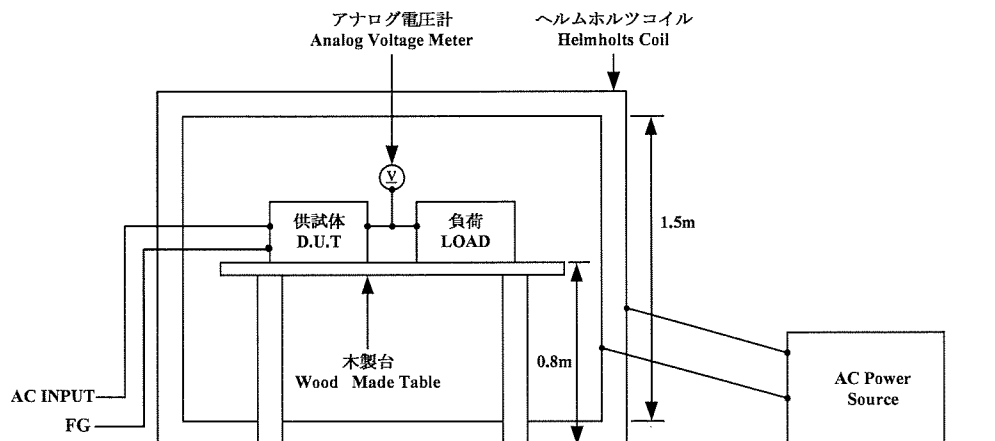 アナログ電圧計
Analog Voltage Meter
ヘルムホルツコイル
Helmholts Coil
V
供試体
D.U.T
負荷
LOAD
1.5m
木製台
Wood Made Table
0.8m
AC INPUT
FG
AC Power
Source